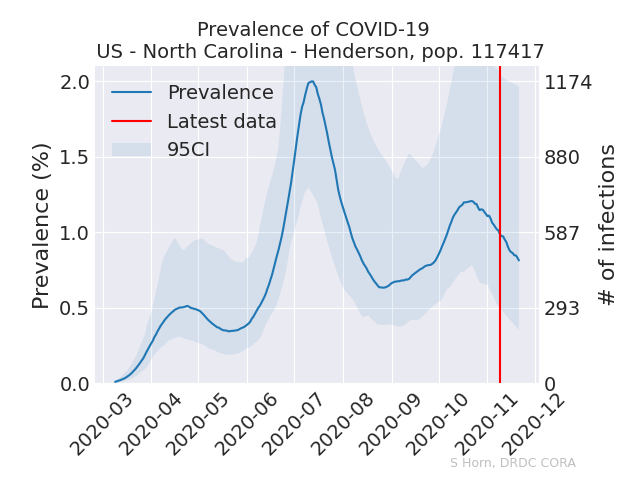 Prevalence of COVID-19
US - North Carolina - Henderson, pop. 117417
Prevalence
Latest data
95CI
Prevalence (%)
2.0
1.5
1.0
0.5
0.0
1174
880
587
293
0
# of infections
2020-03
2020-04
2020-05
2020-06
2020-07
2020-08
2020-09
2020-10
2020-11
2020-12
S Horn, DRDC CORA